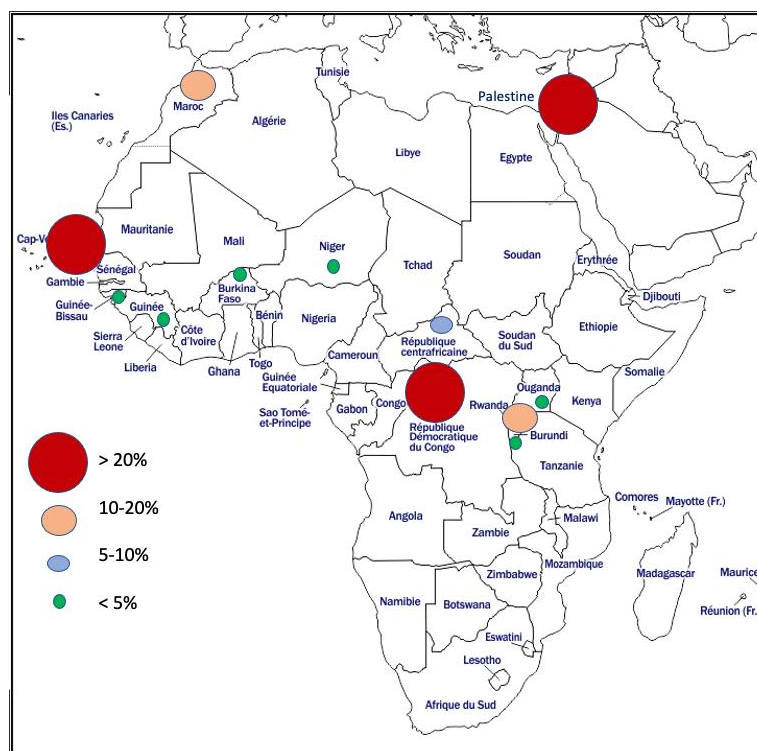 Tunisie
Palestine
Maroc
Iles Canaries
(Es.)
Algérie
Libye
Egypte
Mauritanie
Cap-V
Mali
Niger
Tchad
Soudan
Erythrée
Sénégal
Gambie
Burkina
Faso
Djibouti
Guinée-
Bissau
Guinée
Bénin
Nigeria
Ethiopie
Sierra
Leone
Côte
d'Ivoire
République
centrafricaine
Soudan
du Sud
Liberia
Ghana
Togo
Cameroun
Somalie
Guinée
Equatoriale
Ouganda
Kenya
Sao Tomé-
et-Principe
Gabon
Congo
Rwanda
République
Démocratique
du Congo
Burundi
Tanzanie
> 20%
10-20%
5-10%
< 5%
Comores
Mayotte (Fr.)
Angola
Zambie
Malawi
Mozambique
Zimbabwe
Madagascar
Maurice
Namibie
Botswana
Réunion (Fr.
Eswatini
Lesotho
Afrique du Sud